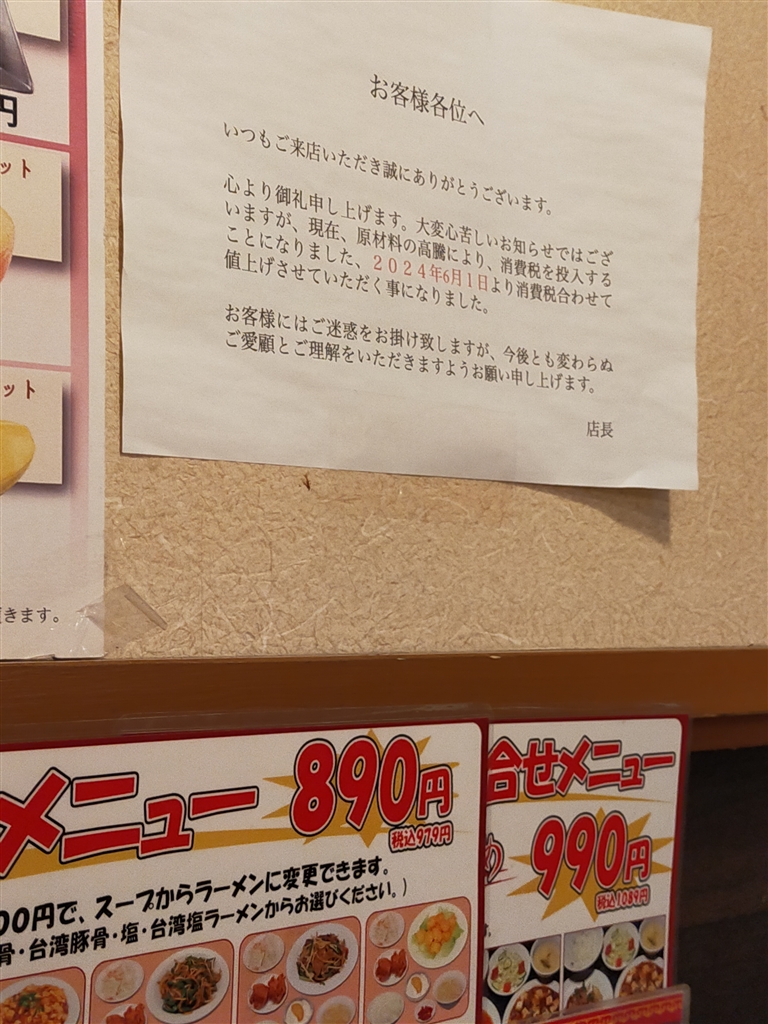 お客様各位へ
いつもご来店いただき誠にありがとうございます。
心より御礼申し上げます。大変心苦しいお知らせではござ
いますが、現在、原材料の高騰により、消費税を投入する
ことになりました、2024年6月1日より消費税合わせて
値上げさせていただく事になりました。
お客様にはご迷惑をお掛け致しますが、今後とも変わらぬ
ご愛顧とご理解をいただきますようお願い申し上げます。
店長
円
ット
ット
きます。
メニュー 890円
税込979円
00円で、スープからラーメンに変更できます。
骨・台湾豚骨・塩・台湾塩ラーメンからお選びください。)
合せメニュー
990円
税込1089円